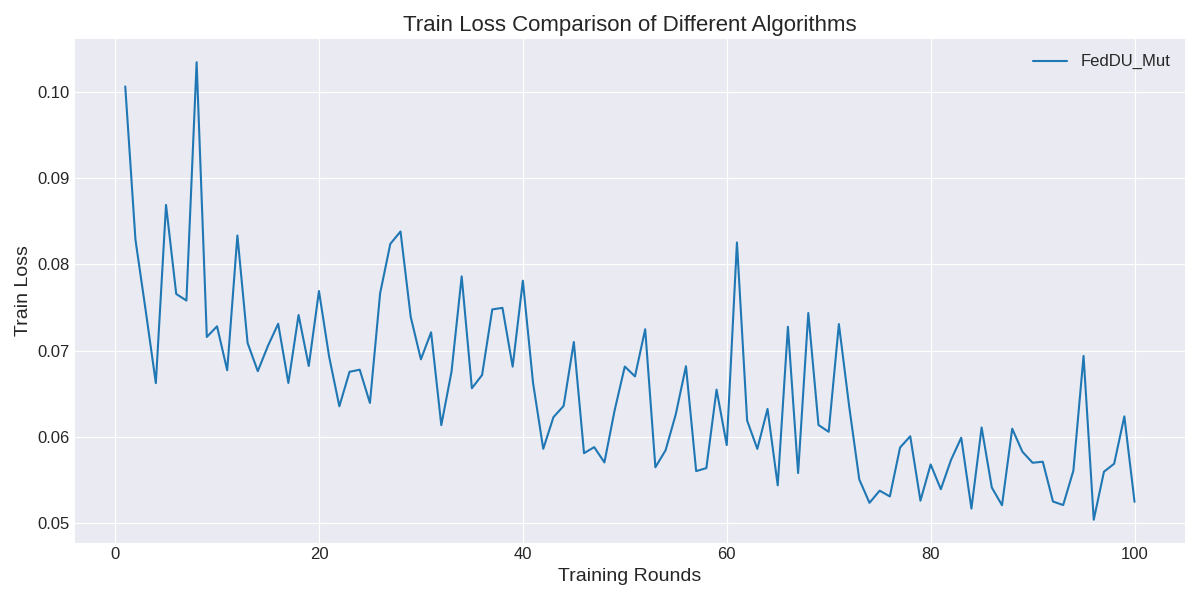 Train Loss Comparison of Different Algorithms
FedDU_Mut
Train Loss
0.10
0.09
0.08
0.07
0.06
0.05
0 20 40 60 80 100
Training Rounds